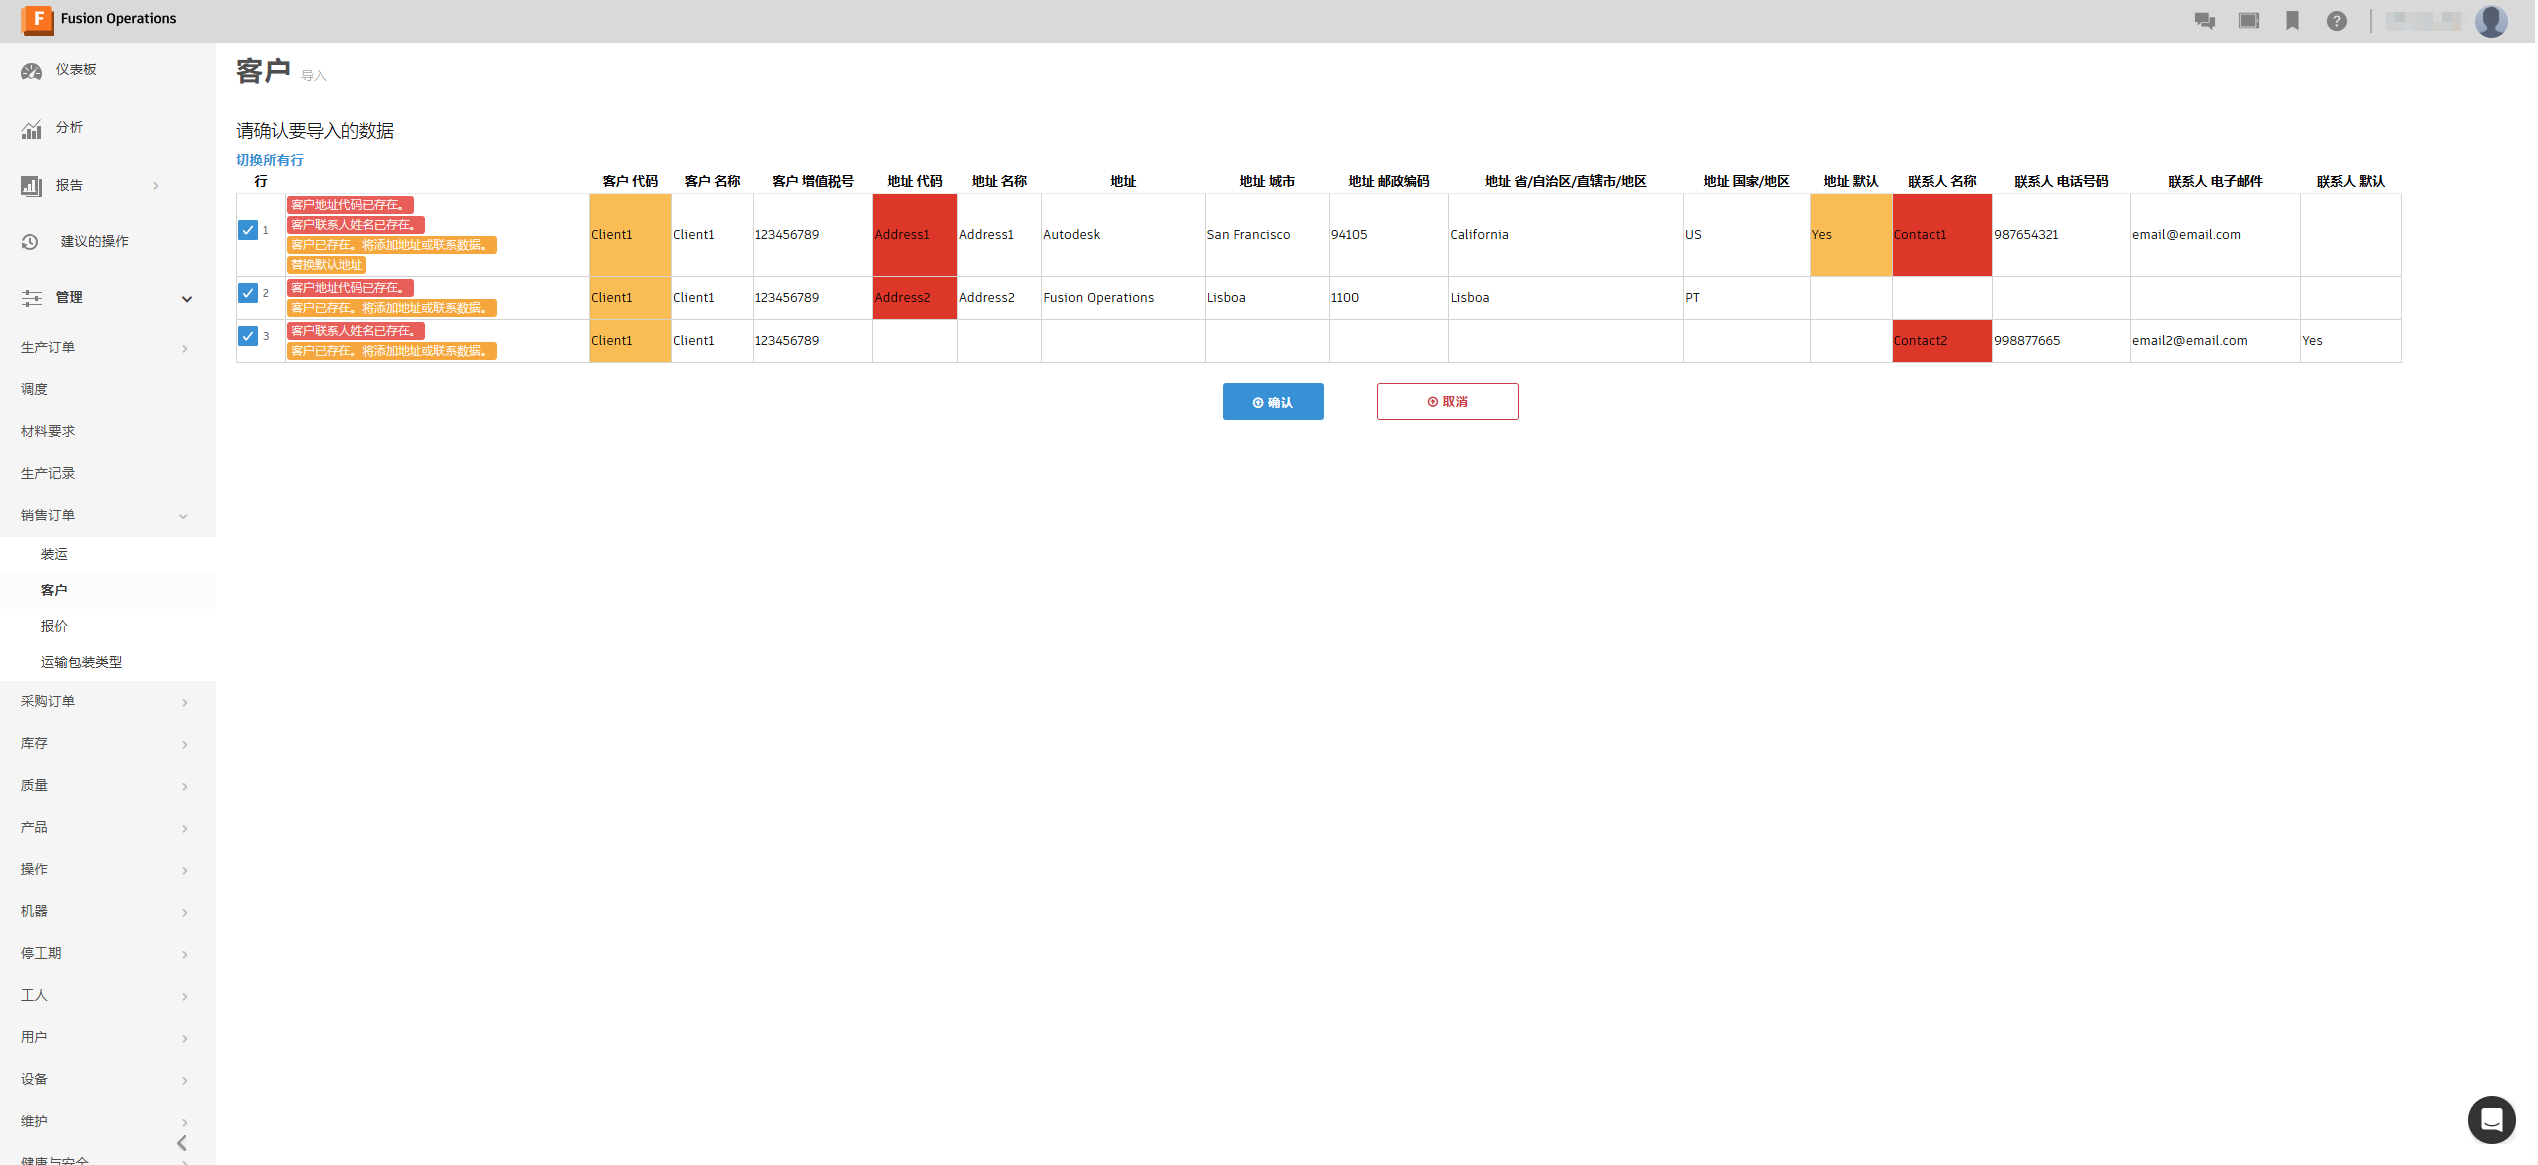 F Fusion Operations
仪表板
分析
报告
建议的操作
管理
生产订单
调度
材料要求
生产记录
销售订单
装运
客户
报价
运输包装类型
采购订单
库存
质量
产品
操作
机器
停工期
工人
用户
设备
维护
健康与安全
客户 导入
请确认要导入的数据
切换所有行
行 客户 代码 客户 名称 客户 增值税号 地址 代码 地址 名称 地址 地址 城市 地址 邮政编码 地址 省/自治区/直辖市/地区 地址 国家/地区 地址 默认 联系人 名称 联系人 电话号码 联系人 电子邮件 联系人 默认
客户地址代码已存在。
客户联系人姓名已存在。
客户已存在。将添加地址或联系数据。
替换默认地址
1 Client1 Client1 123456789 Address1 Address1 Autodesk San Francisco 94105 California US Yes Contact1 987654321 email@email.com
客户地址代码已存在。
客户已存在。将添加地址或联系数据。
2 Client1 Client1 123456789 Address2 Address2 Fusion Operations Lisboa 1100 Lisboa PT
客户联系人姓名已存在。
客户已存在。将添加地址或联系数据。
3 Client1 Client1 123456789 Contact2 998877665 email2@email.com Yes
确认 取消